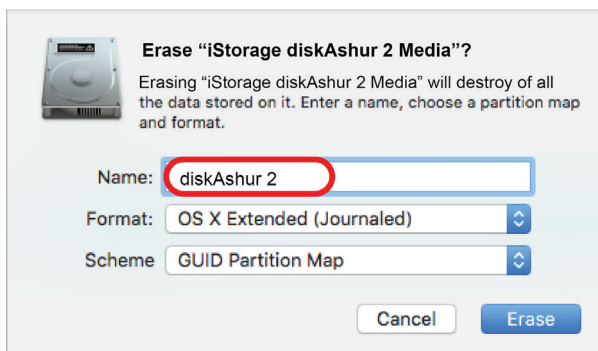 Erase “iStorage diskAshur 2 Media”?
Erasing “iStorage diskAshur 2 Media” will destroy of all
the data stored on it. Enter a name, choose a partition map
and format.
Name: diskAshur 2
Format: OS X Extended (Journaled)
Scheme GUID Partition Map
Cancel Erase